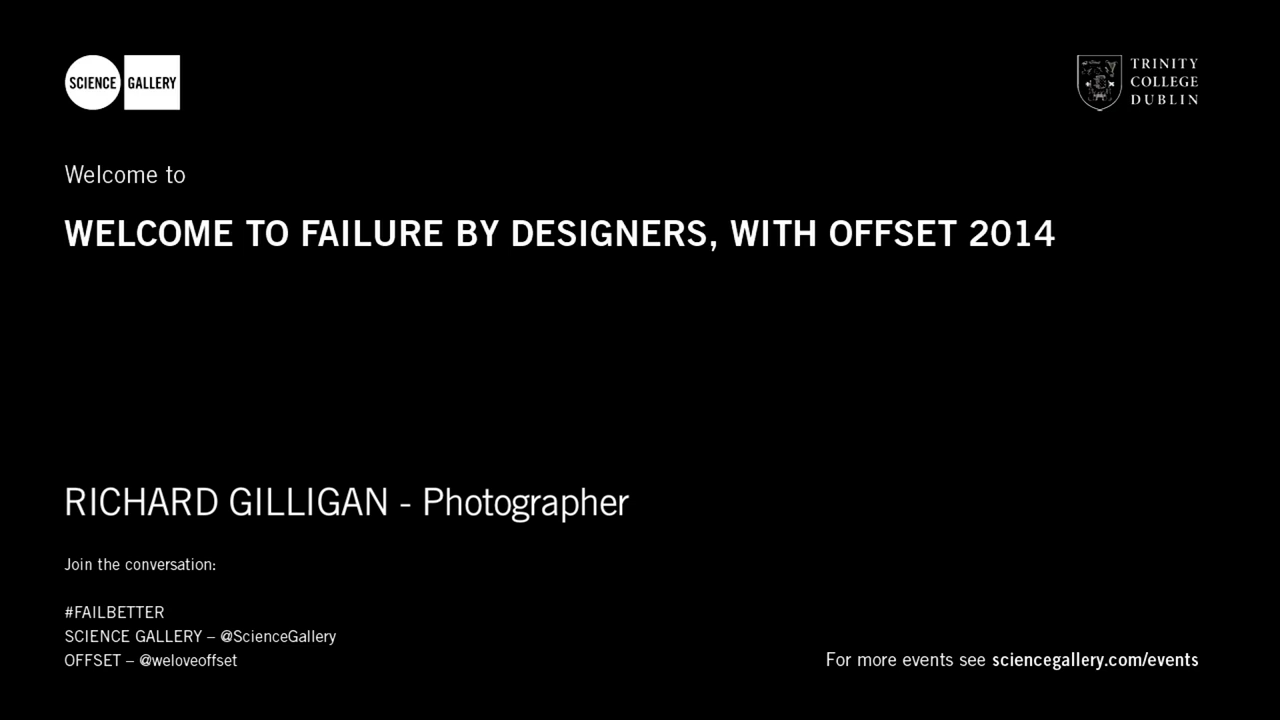 SCIENCE GALLERY
TRINITY
COLLEGE
DUBLIN
Welcome to
WELCOME TO FAILURE BY DESIGNERS, WITH OFFSET 2014
RICHARD GILLIGAN - Photographer
Join the conversation:
#FAILBETTER
SCIENCE GALLERY – @ScienceGallery
OFFSET – @weloveoffset
For more events see sciencegallery.com/events